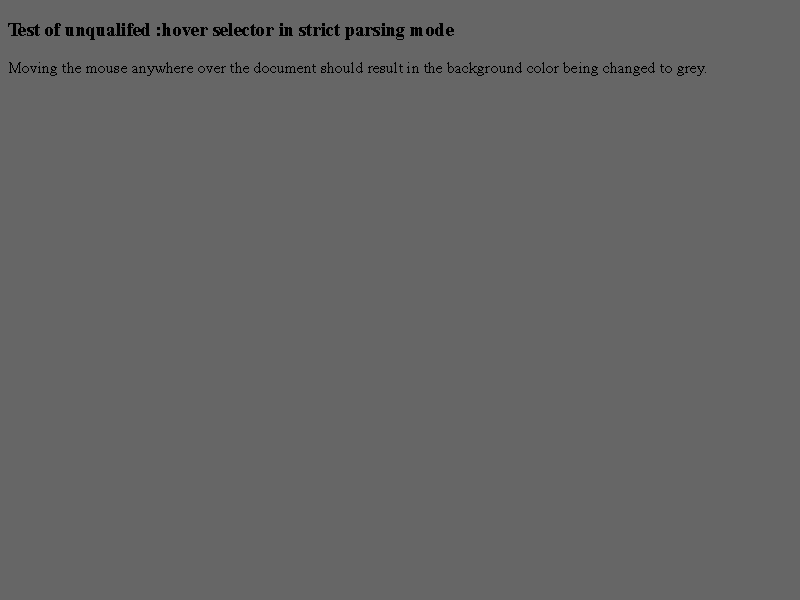 Test of unqualifed :hover selector in strict parsing mode
Moving the mouse anywhere over the document should result in the background color being changed to grey.